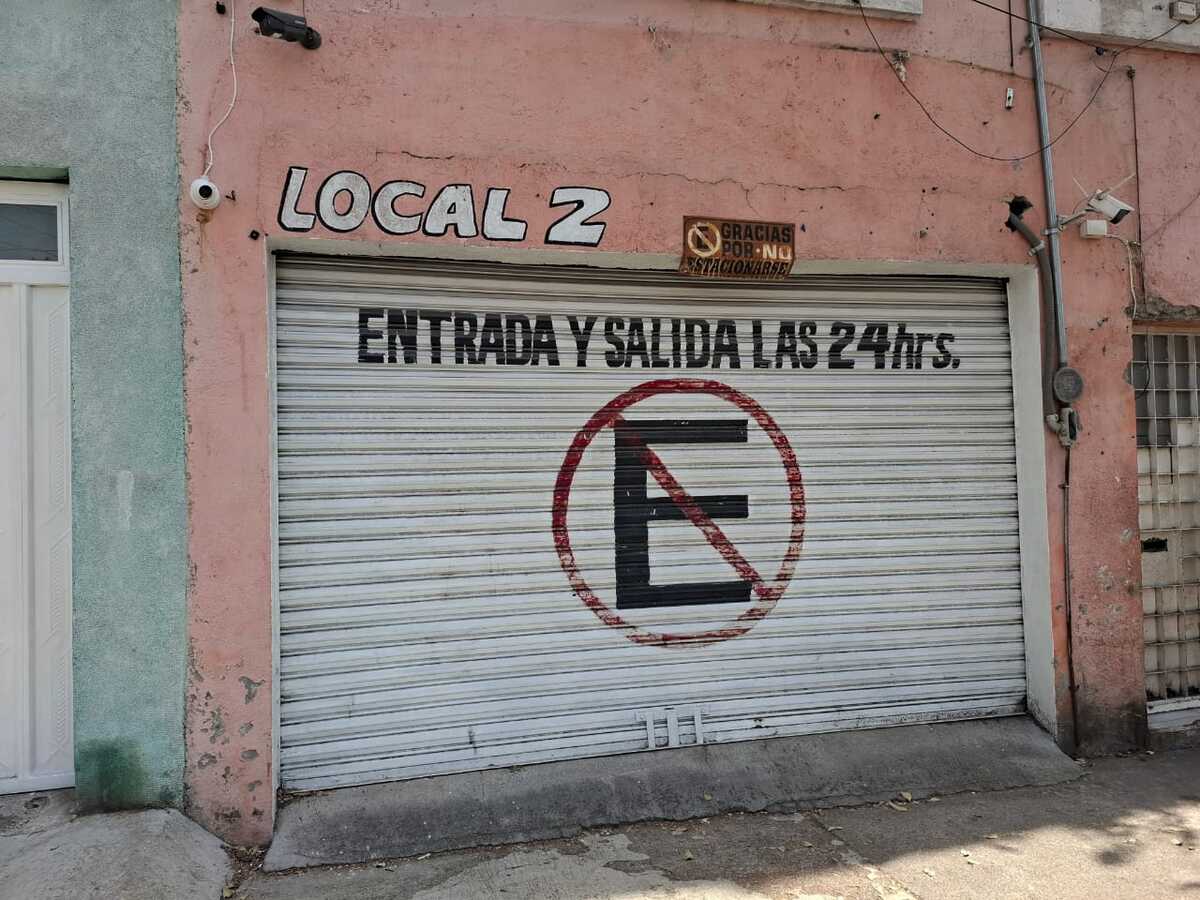 LOCAL 2
GRACIAS
POR·NO
ESTACIONARSE
ENTRADA Y SALIDA LAS 24hrs.
E